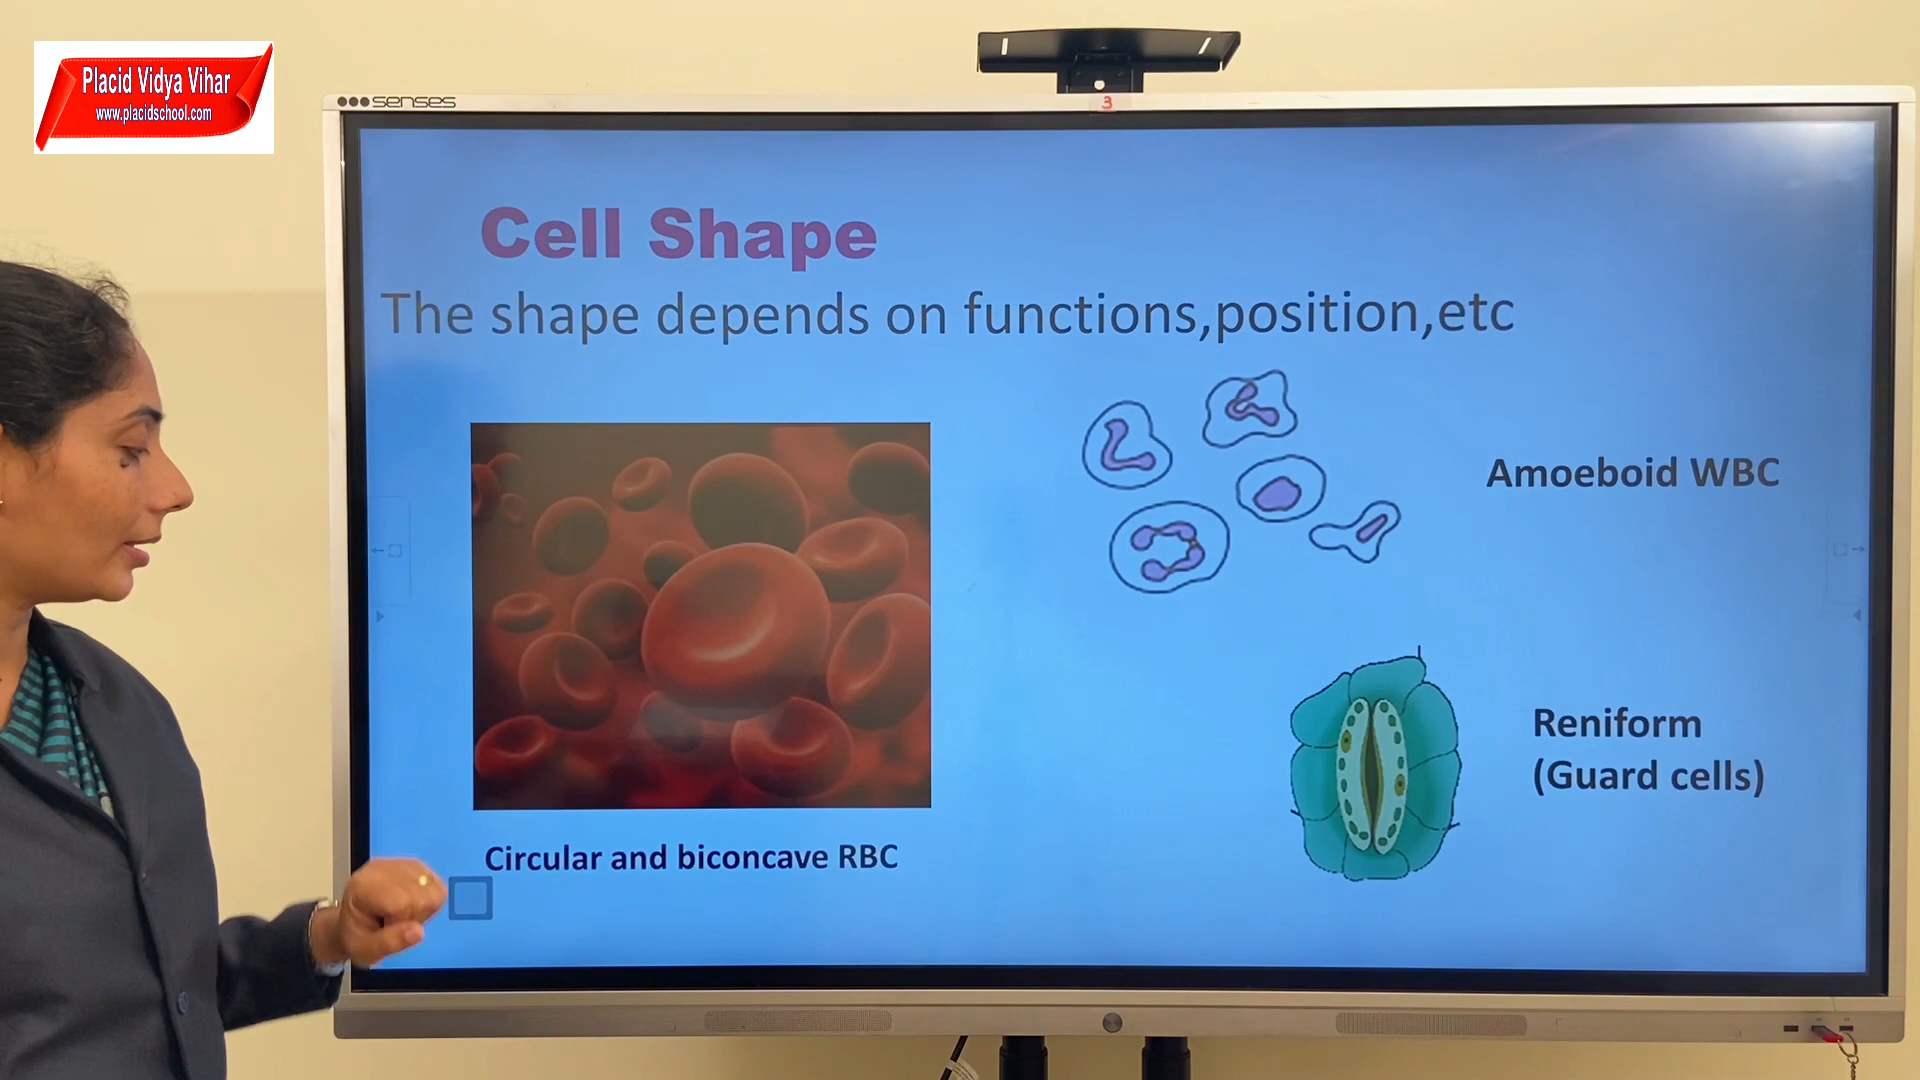 Placid Vidya Vihar
www.placidschool.com
senses
3
Cell Shape
The shape depends on functions,position,etc
Amoeboid WBC
Reniform
(Guard cells)
Circular and biconcave RBC